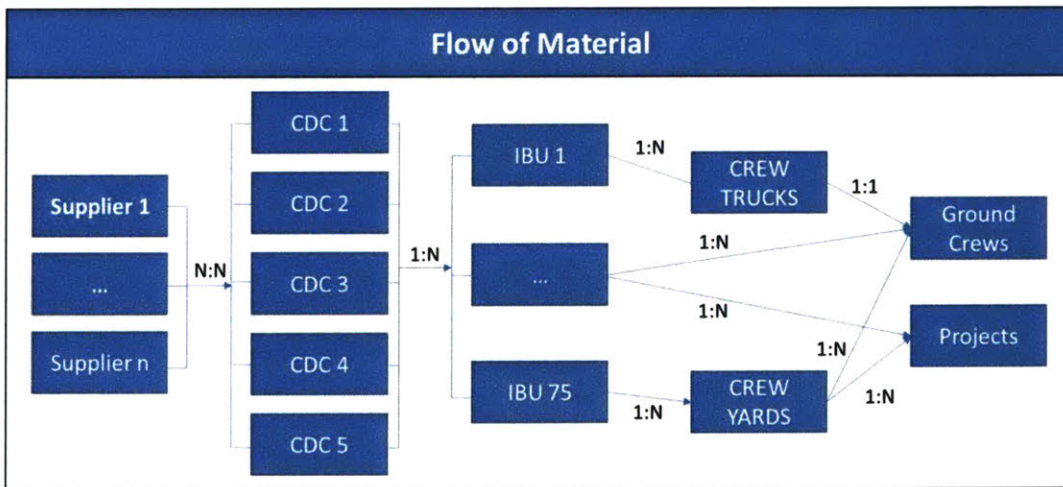 Flow of Material
Supplier 1
...
Supplier n
N:N
CDC 1
CDC 2
CDC 3
CDC 4
CDC 5
1:N
IBU 1
...
IBU 75
1:N
1:N
1:N
1:N
CREW
TRUCKS
CREW
YARDS
1:1
1:N
1:N
Ground
Crews
Projects